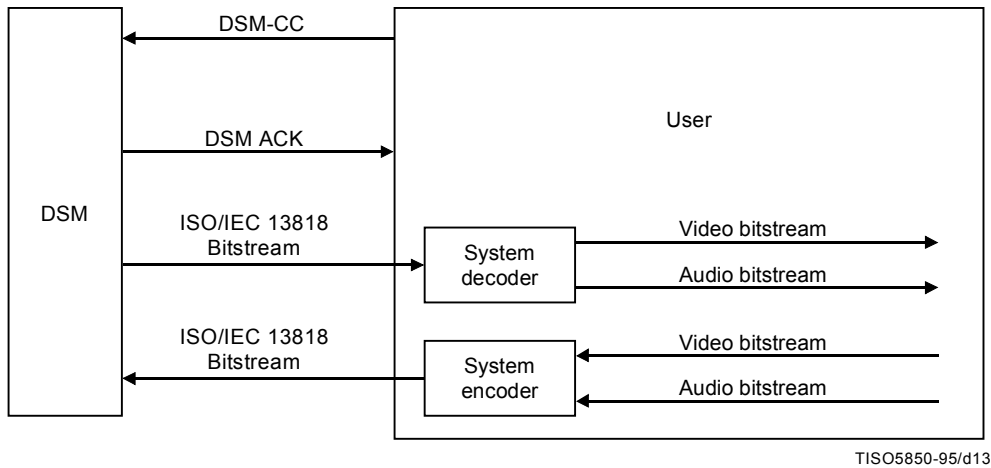 DSM-CC
User
DSM ACK
DSM
ISO/IEC 13818
Bitstream
System
decoder
Video bitstream
Audio bitstream
ISO/IEC 13818
Bitstream
System
encoder
Video bitstream
Audio bitstream
TISO5850-95/d13